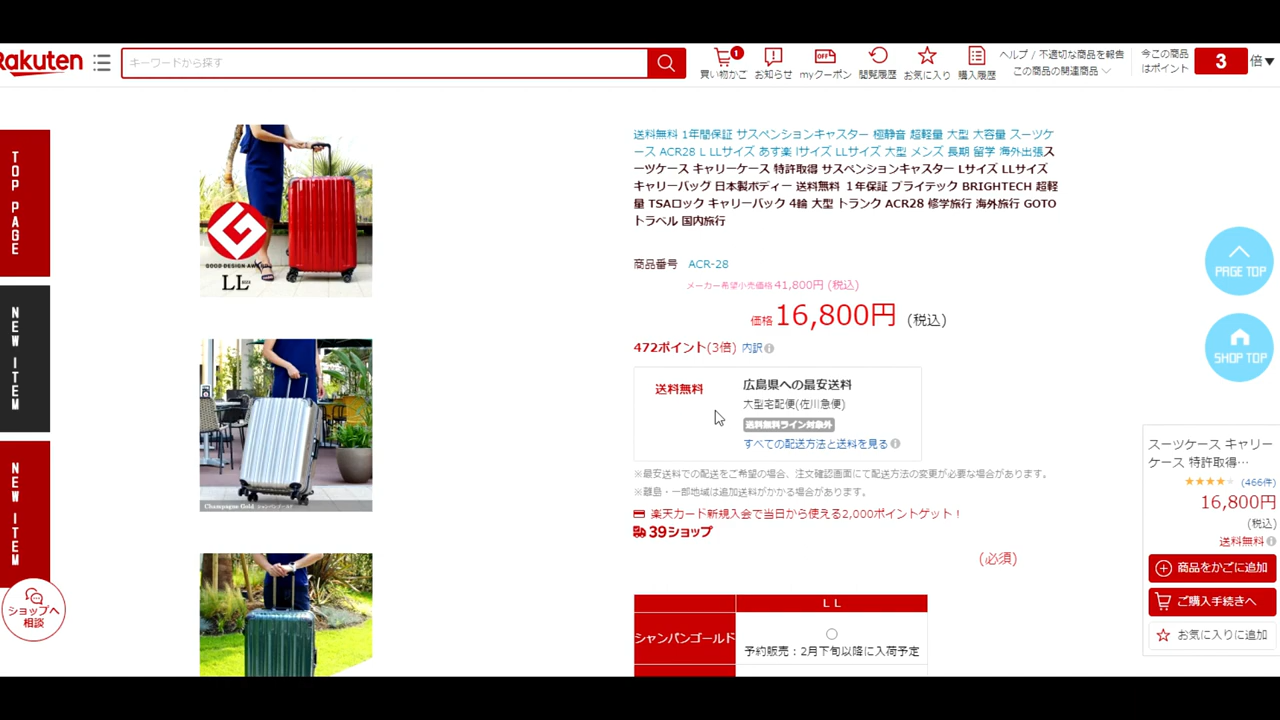 Rakuten
キーワードから探す
1
買い物かご
お知らせ
OFF
myクーポン
閲覧履歴
お気に入り
購入履歴
ヘルプ / 不適切な商品を報告
この商品の関連商品
今この商品
はポイント
3
倍▼
TOP PAGE
NEW ITEM
NEW ITEM
ショップへ
相談
GOOD DESIGN AWARD
LL
Champagne Gold シャンパンゴールド
送料無料 1年間保証 サスペンションキャスター 極静音 超軽量 大型 大容量 スーツケ
ース ACR28 L LLサイズ あす楽 lサイズ LLサイズ 大型 メンズ 長期 留学 海外出張ス
ーツケース キャリーケース 特許取得 サスペンションキャスター Lサイズ LLサイズ
キャリーバッグ 日本製ボディー 送料無料 １年保証 ブライテック BRIGHTECH 超軽
量 TSAロック キャリーバック 4輪 大型 トランク ACR28 修学旅行 海外旅行 GOTO
トラベル 国内旅行
商品番号 ACR-28
メーカー希望小売価格 41,800円 (税込)
価格 16,800円 (税込)
472ポイント(3倍) 内訳
送料無料
広島県への最安送料
大型宅配便(佐川急便)
送料無料ライン対象外
すべての配送方法と送料を見る
※最安送料での配送をご希望の場合、注文確認画面にて配送方法の変更が必要な場合があります。
※離島・一部地域は追加送料がかかる場合があります。
楽天カード新規入会で当日から使える2,000ポイントゲット！
39ショップ
(必須)
ＬＬ
シャンパンゴールド
予約販売：2月下旬以降に入荷予定
PAGE TOP
SHOP TOP
スーツケース キャリー
ケース 特許取得…
★★★★★ (466件)
16,800円
(税込)
送料無料
商品をかごに追加
ご購入手続きへ
お気に入りに追加